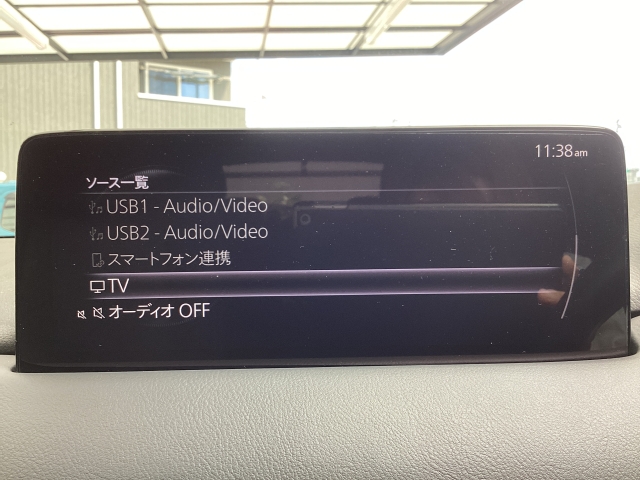 11:38am
ソース一覧
USB1 - Audio/Video
USB2 - Audio/Video
スマートフォン連携
TV
オーディオ OFF